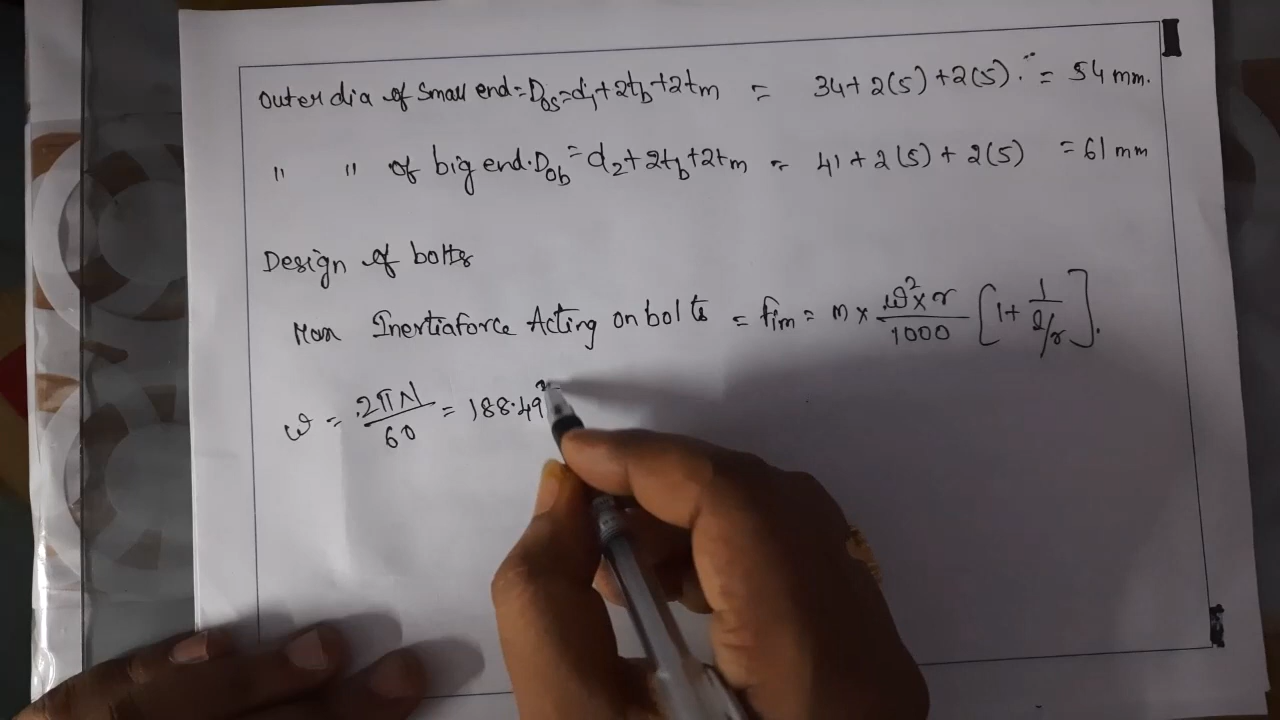 Outer dia of small end = Dos = d1 + 2tb + 2tm = 34 + 2(5) + 2(5). = 54 mm.
" " of big end. Dob = d2 + 2tb + 2tm = 41 + 2(5) + 2(5) = 61 mm
Design of bolts
Max Inertiaforce Acting on bolts = fim = m x ω² x r / 1000 [1 + 1 / l/r].
ω = 2πN / 60 = 188.49